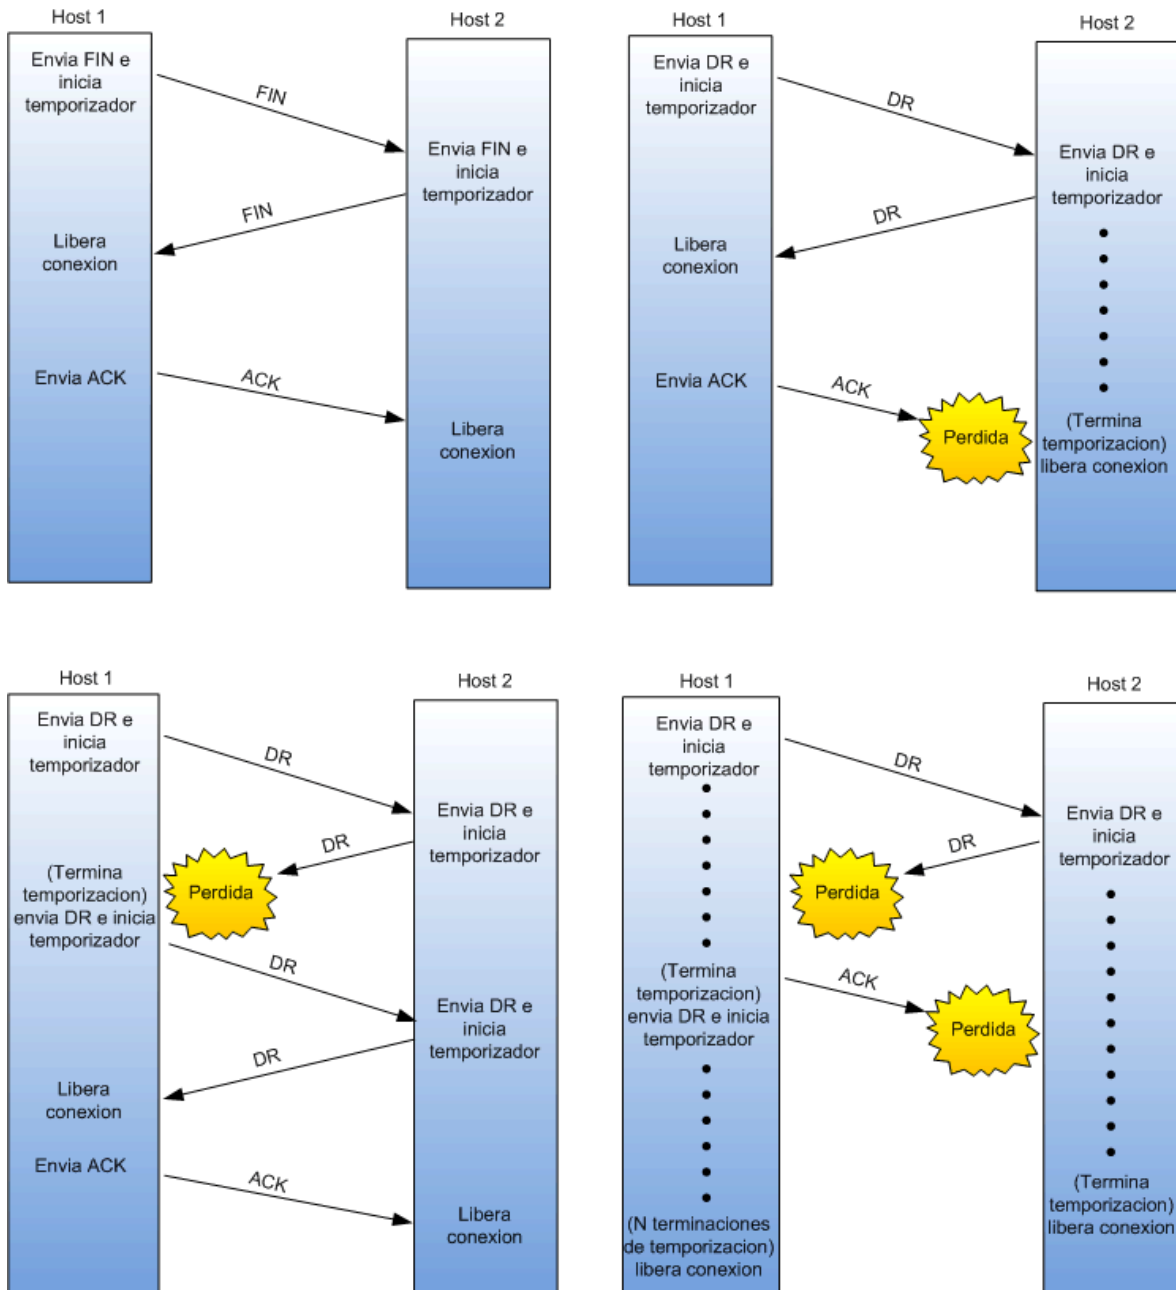 Host 1
Host 2
Envia FIN e
inicia
temporizador
FIN
Envia FIN e
inicia
temporizador
FIN
Libera
conexion
Envia ACK
ACK
Libera
conexion
Host 1
Host 2
Envia DR e
inicia
temporizador
DR
Envia DR e
inicia
temporizador
DR
Libera
conexion
Envia ACK
ACK
Perdida
(Termina
temporizacion)
libera conexion
Host 1
Host 2
Envia DR e
inicia
temporizador
DR
Envia DR e
inicia
temporizador
DR
Perdida
(Termina
temporizacion)
envia DR e inicia
temporizador
DR
Envia DR e
inicia
temporizador
DR
Libera
conexion
Envia ACK
ACK
Libera
conexion
Host 1
Host 2
Envia DR e
inicia
temporizador
DR
Envia DR e
inicia
temporizador
DR
Perdida
(Termina
temporizacion)
envia DR e inicia
temporizador
ACK
Perdida
(N terminaciones
de temporizacion)
libera conexion
(Termina
temporizacion)
libera conexion